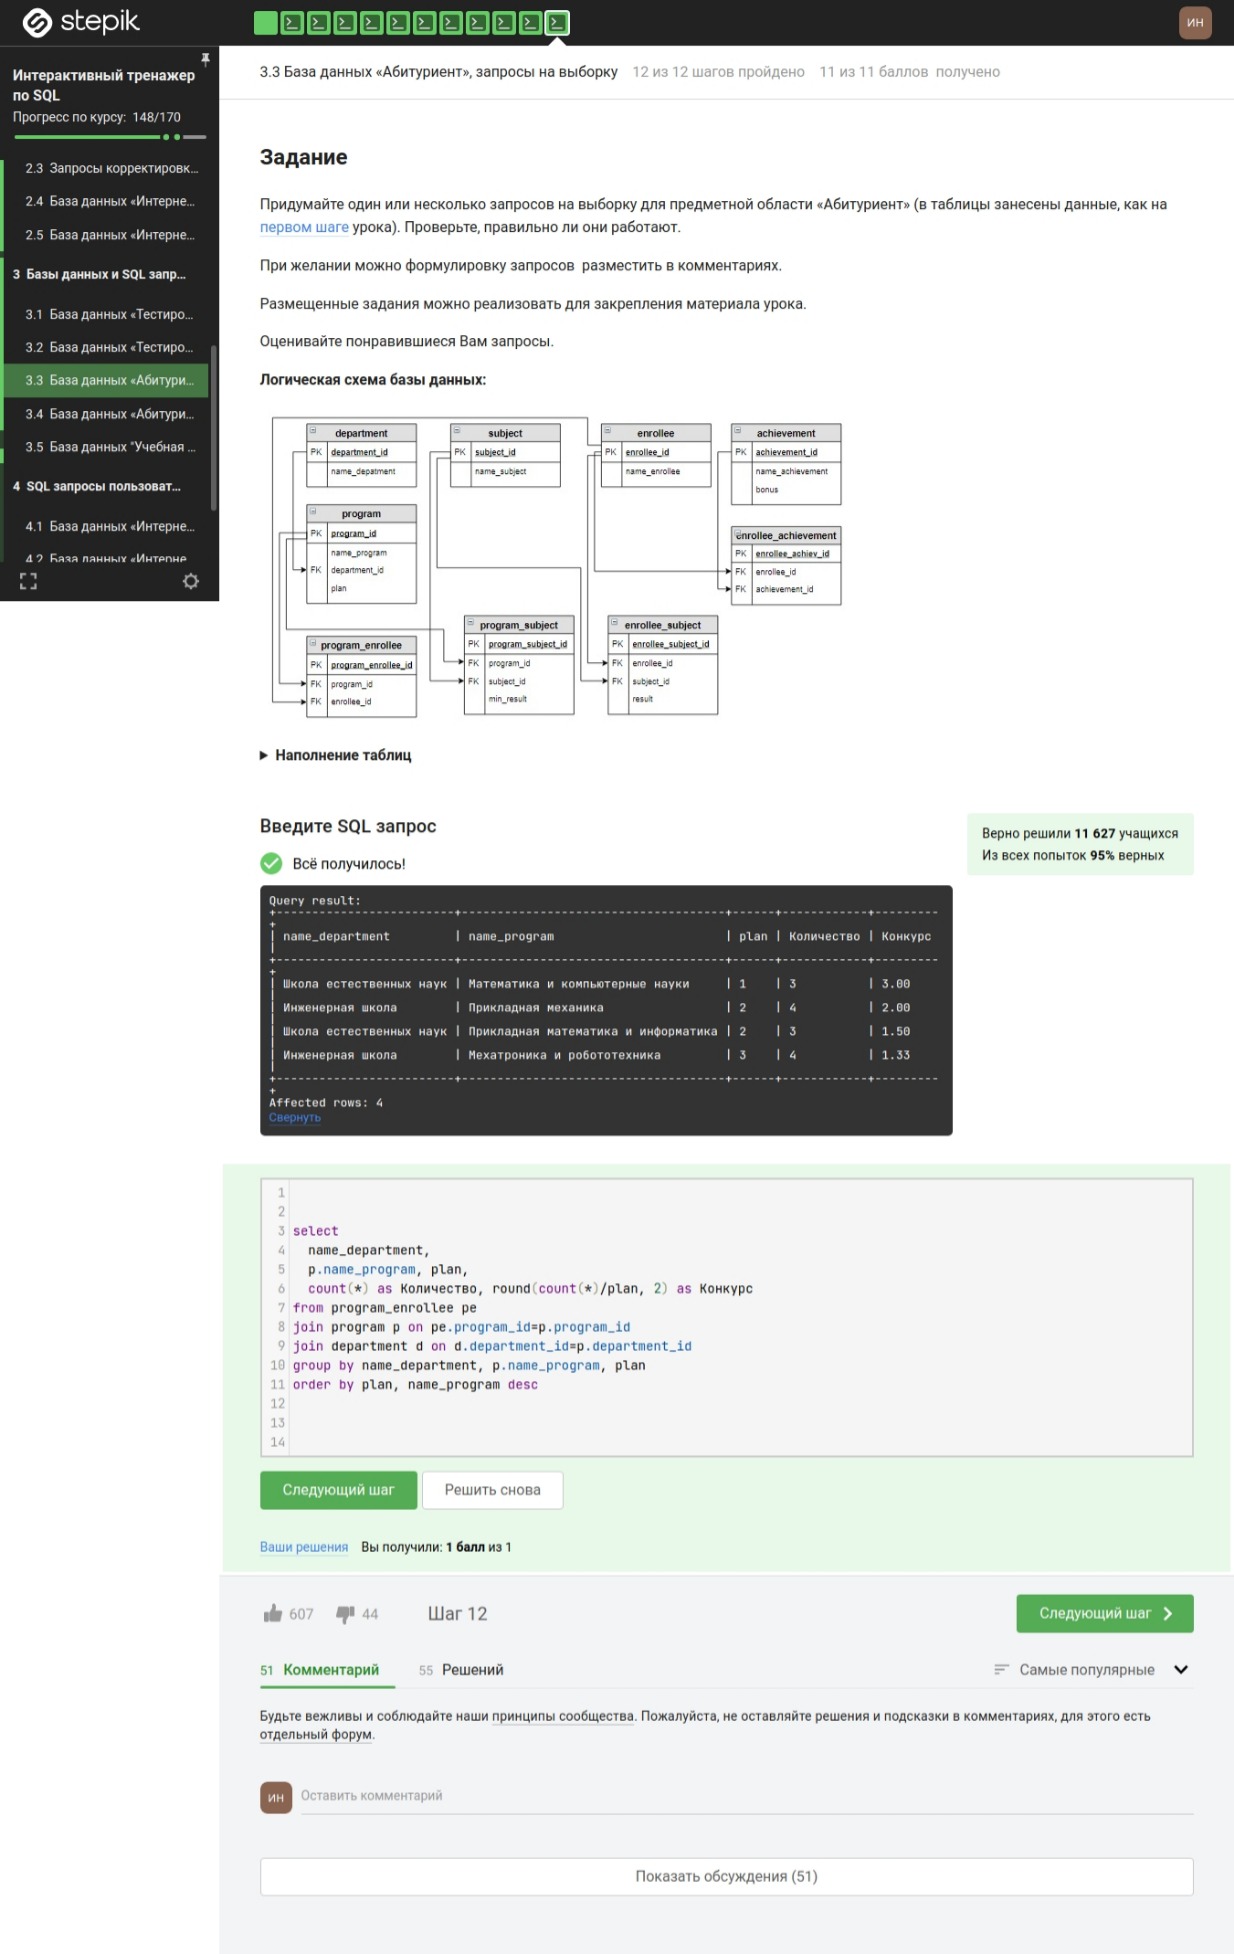 stepik
ИН
Интерактивный тренажер
по SQL
Прогресс по курсу: 148/170
2.3 Запросы корректировк...
2.4 База данных «Интерне...
2.5 База данных «Интерне...
3 Базы данных и SQL запр...
3.1 База данных «Тестиро...
3.2 База данных «Тестиро...
3.3 База данных «Абитури...
3.4 База данных «Абитури...
3.5 База данных "Учебная ...
4 SQL запросы пользоват...
4.1 База данных «Интерне...
4.2 База данных «Интерне
3.3 База данных «Абитуриент», запросы на выборку 12 из 12 шагов пройдено 11 из 11 баллов получено
Задание
Придумайте один или несколько запросов на выборку для предметной области «Абитуриент» (в таблицы занесены данные, как на
первом шаге урока). Проверьте, правильно ли они работают.
При желании можно формулировку запросов разместить в комментариях.
Размещенные задания можно реализовать для закрепления материала урока.
Оценивайте понравившиеся Вам запросы.
Логическая схема базы данных:
department
PK department_id
name_depatment
subject
PK subject_id
name_subject
enrollee
PK enrollee_id
name_enrollee
achievement
PK achievement_id
name_achievement
bonus
program
PK program_id
name_program
FK department_id
plan
enrollee_achievement
PK enrollee_achiev_id
FK enrollee_id
FK achievement_id
program_enrollee
PK program_enrollee_id
FK program_id
FK enrollee_id
program_subject
PK program_subject_id
FK program_id
FK subject_id
min_result
enrollee_subject
PK enrollee_subject_id
FK enrollee_id
FK subject_id
result
▶ Наполнение таблиц
Введите SQL запрос
Всё получилось!
Верно решили 11 627 учащихся
Из всех попыток 95% верных
Query result:
+-------------------------+--------------------------------------+------+------------+---------
+
| name_department | name_program | plan | Количество | Конкурс
|
+-------------------------+--------------------------------------+------+------------+---------
+
| Школа естественных наук | Математика и компьютерные науки | 1 | 3 | 3.00
|
| Инженерная школа | Прикладная механика | 2 | 4 | 2.00
|
| Школа естественных наук | Прикладная математика и информатика | 2 | 3 | 1.50
|
| Инженерная школа | Мехатроника и робототехника | 3 | 4 | 1.33
|
+-------------------------+--------------------------------------+------+------------+---------
+
Affected rows: 4
Свернуть
1
2
3 select
4 name_department,
5 p.name_program, plan,
6 count(*) as Количество, round(count(*)/plan, 2) as Конкурс
7 from program_enrollee pe
8 join program p on pe.program_id=p.program_id
9 join department d on d.department_id=p.department_id
10 group by name_department, p.name_program, plan
11 order by plan, name_program desc
12
13
14
Следующий шаг Решить снова
Ваши решения Вы получили: 1 балл из 1
607 44 Шаг 12 Следующий шаг
51 Комментарий 55 Решений Самые популярные
Будьте вежливы и соблюдайте наши принципы сообщества. Пожалуйста, не оставляйте решения и подсказки в комментариях, для этого есть
отдельный форум.
ИН Оставить комментарий
Показать обсуждения (51)